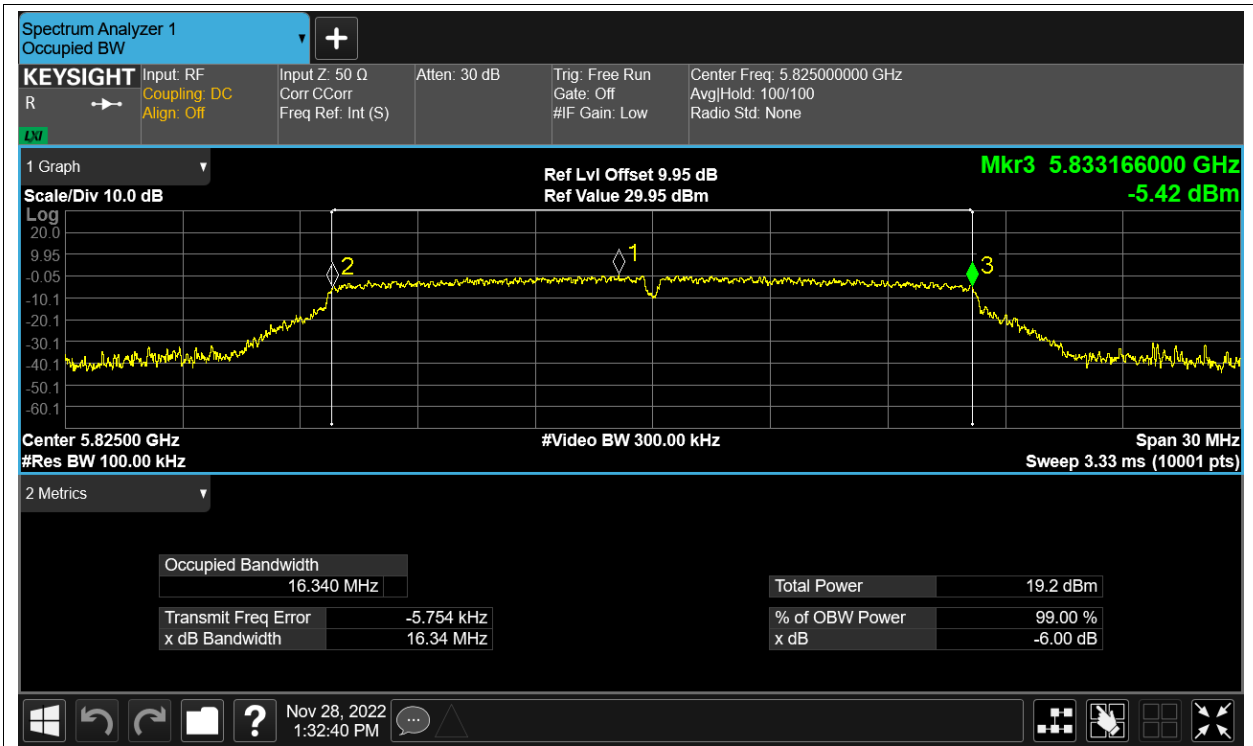 Spectrum Analyzer 1
Occupied BW
KEYSIGHT
R
LXI
Input: RF
Coupling: DC
Align: Off
Input Z: 50 Ω
Corr CCorr
Freq Ref: Int (S)
Atten: 30 dB
Trig: Free Run
Gate: Off
#IF Gain: Low
Center Freq: 5.825000000 GHz
Avg|Hold: 100/100
Radio Std: None
1 Graph
Scale/Div 10.0 dB
Ref Lvl Offset 9.95 dB
Ref Value 29.95 dBm
Mkr3 5.833166000 GHz
-5.42 dBm
Log
20.0
9.95
-0.05
-10.1
-20.1
-30.1
-40.1
-50.1
-60.1
2
1
3
Center 5.82500 GHz
#Video BW 300.00 kHz
Span 30 MHz
#Res BW 100.00 kHz
Sweep 3.33 ms (10001 pts)
2 Metrics
Occupied Bandwidth
16.340 MHz
Transmit Freq Error -5.754 kHz
x dB Bandwidth 16.34 MHz
Total Power 19.2 dBm
% of OBW Power 99.00 %
x dB -6.00 dB
?
Nov 28, 2022
1:32:40 PM